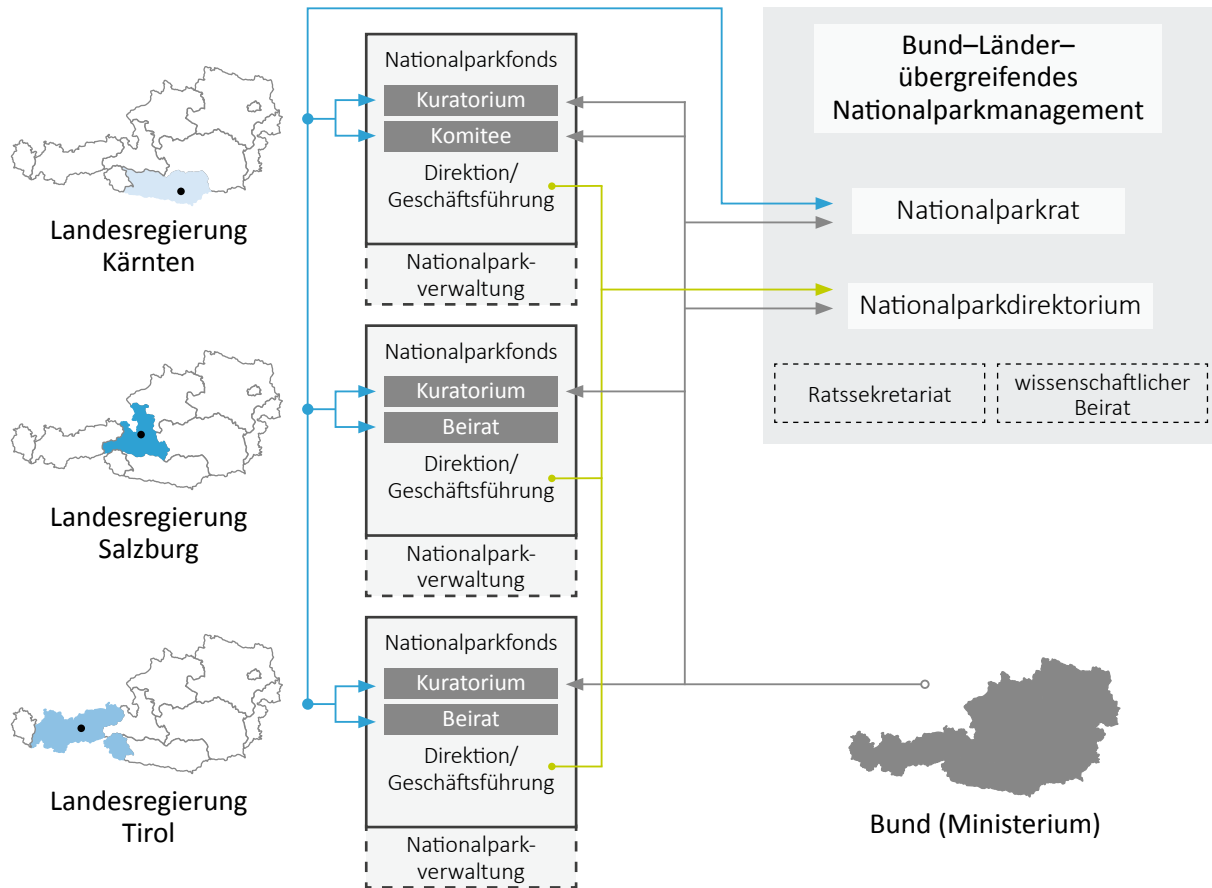 Landesregierung
Kärnten
Landesregierung
Salzburg
Landesregierung
Tirol
Nationalparkfonds
Kuratorium
Komitee
Direktion/
Geschäftsführung
Nationalpark-
verwaltung
Nationalparkfonds
Kuratorium
Beirat
Direktion/
Geschäftsführung
Nationalpark-
verwaltung
Nationalparkfonds
Kuratorium
Beirat
Direktion/
Geschäftsführung
Nationalpark-
verwaltung
Bund–Länder–
übergreifendes
Nationalparkmanagement
Nationalparkrat
Nationalparkdirektorium
Ratssekretariat
wissenschaftlicher
Beirat
Bund (Ministerium)